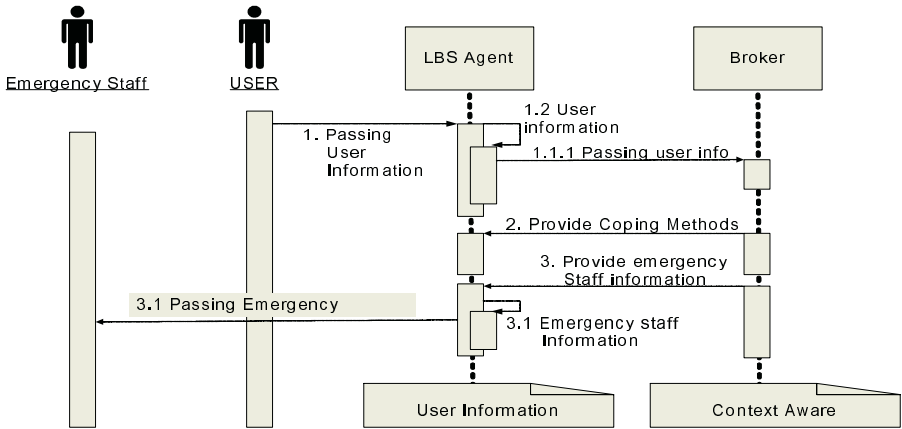 Emergency Staff
USER
LBS Agent
Broker
1. Passing
User
Information
1.2 User
information
1.1.1 Passing user info
2. Provide Coping Methods
3. Provide emergency
Staff information
3.1 Passing Emergency
3.1 Emergency staff
Information
User Information
Context Aware